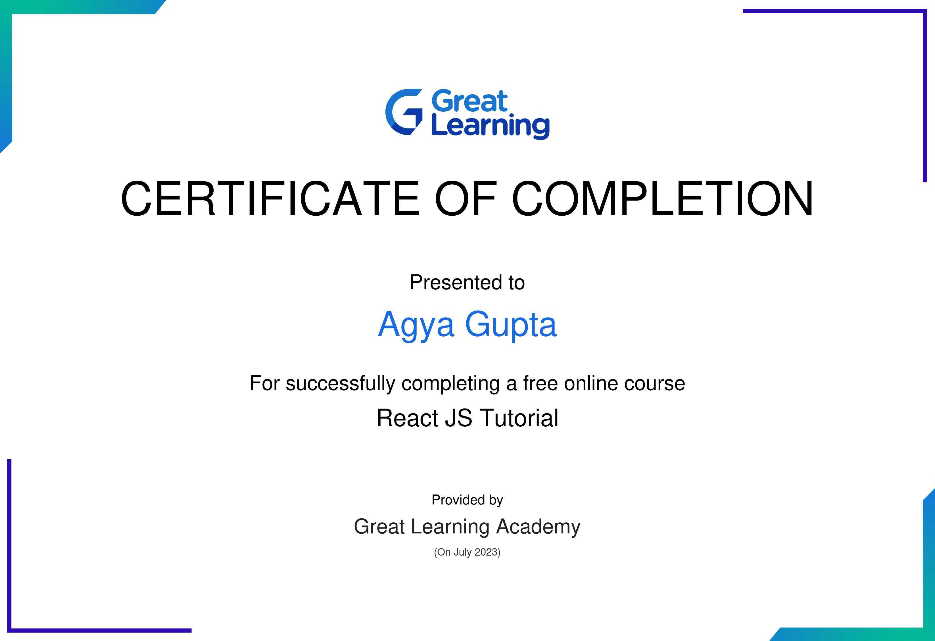 Great
Learning
CERTIFICATE OF COMPLETION
Presented to
Agya Gupta
For successfully completing a free online course
React JS Tutorial
Provided by
Great Learning Academy
(On July 2023)